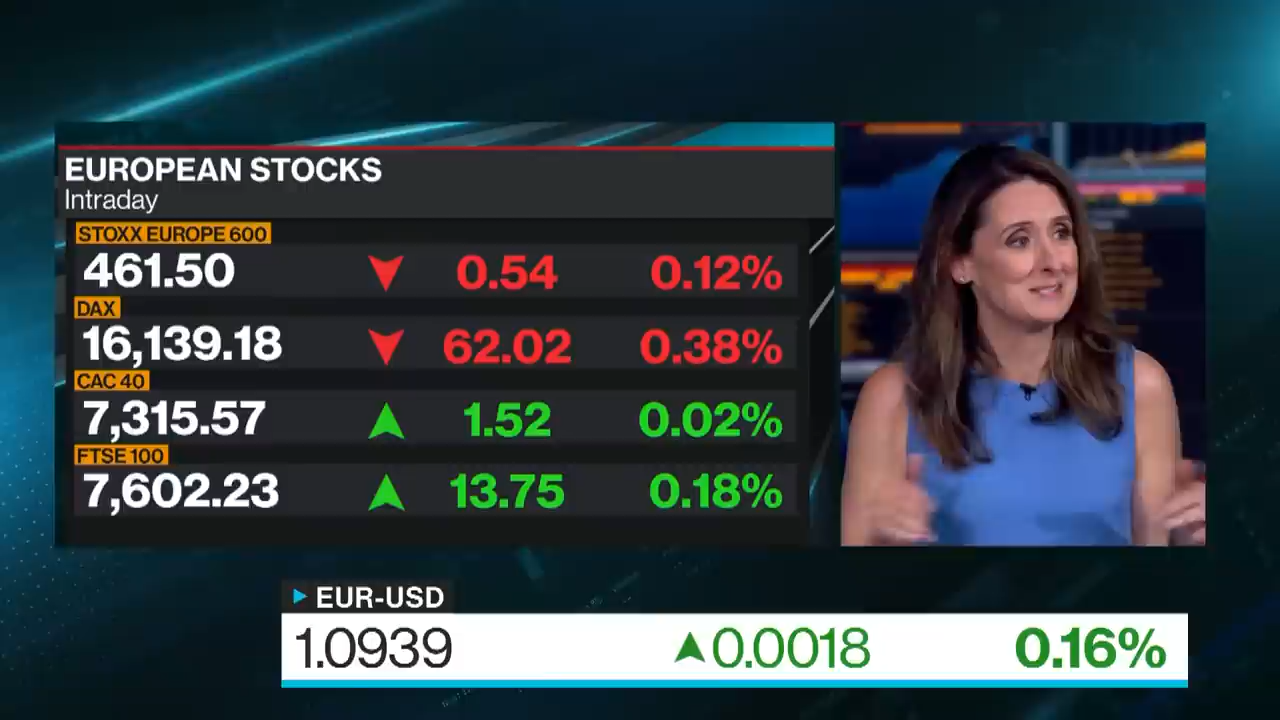 EUROPEAN STOCKS
Intraday
STOXX EUROPE 600
461.50 ▼ 0.54 0.12%
DAX
16,139.18 ▼ 62.02 0.38%
CAC 40
7,315.57 ▲ 1.52 0.02%
FTSE 100
7,602.23 ▲ 13.75 0.18%
▶ EUR-USD
1.0939 ▲0.0018 0.16%